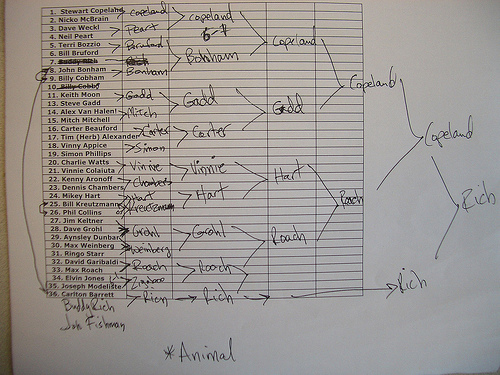 1. Stewart Copeland
2. Nicko McBrain
3. Dave Weckl
4. Neil Peart
5. Terri Bozzio
6. Bill Bruford
7. Buddy Rich
8. John Bonham
9. Billy Cobham
10. Billy Cobby
11. Keith Moon
13. Steve Gadd
14. Alex Van Halen
15. Mitch Mitchell
16. Carter Beauford
17. Tim (Herb) Alexander
18. Vinny Appice
19. Simon Phillips
20. Charlie Watts
21. Vinnie Colaiuta
22. Kenny Aronoff
23. Dennis Chambers
24. Mikey Hart
25. Bill Kreutzmann
26. Phil Collins
27. Jim Keltner
28. Dave Grohl
29. Aynsley Dunbar
30. Max Weinberg
31. Ringo Starr
32. David Garibaldi
33. Max Roach
34. Elvin Jones
35. Joseph Modeliste
36. Carlton Barrett
Buddy Rich
Jon Fishman
Copeland
Peart
Bruford
Bonham
Gadd
Mitch
Carter
Simon
Vinnie
Chambers
Hart
Kreutzmann
Grohl
Weinberg
Roach
Zigaboo
Rich
Copeland
6-7
Bonham
Gadd
Carter
Vinnie
Hart
Grohl
Roach
Rich
Copeland
Gadd
Hart
Roach
Copeland
Roach
Copeland
Rich
Rich
*Animal